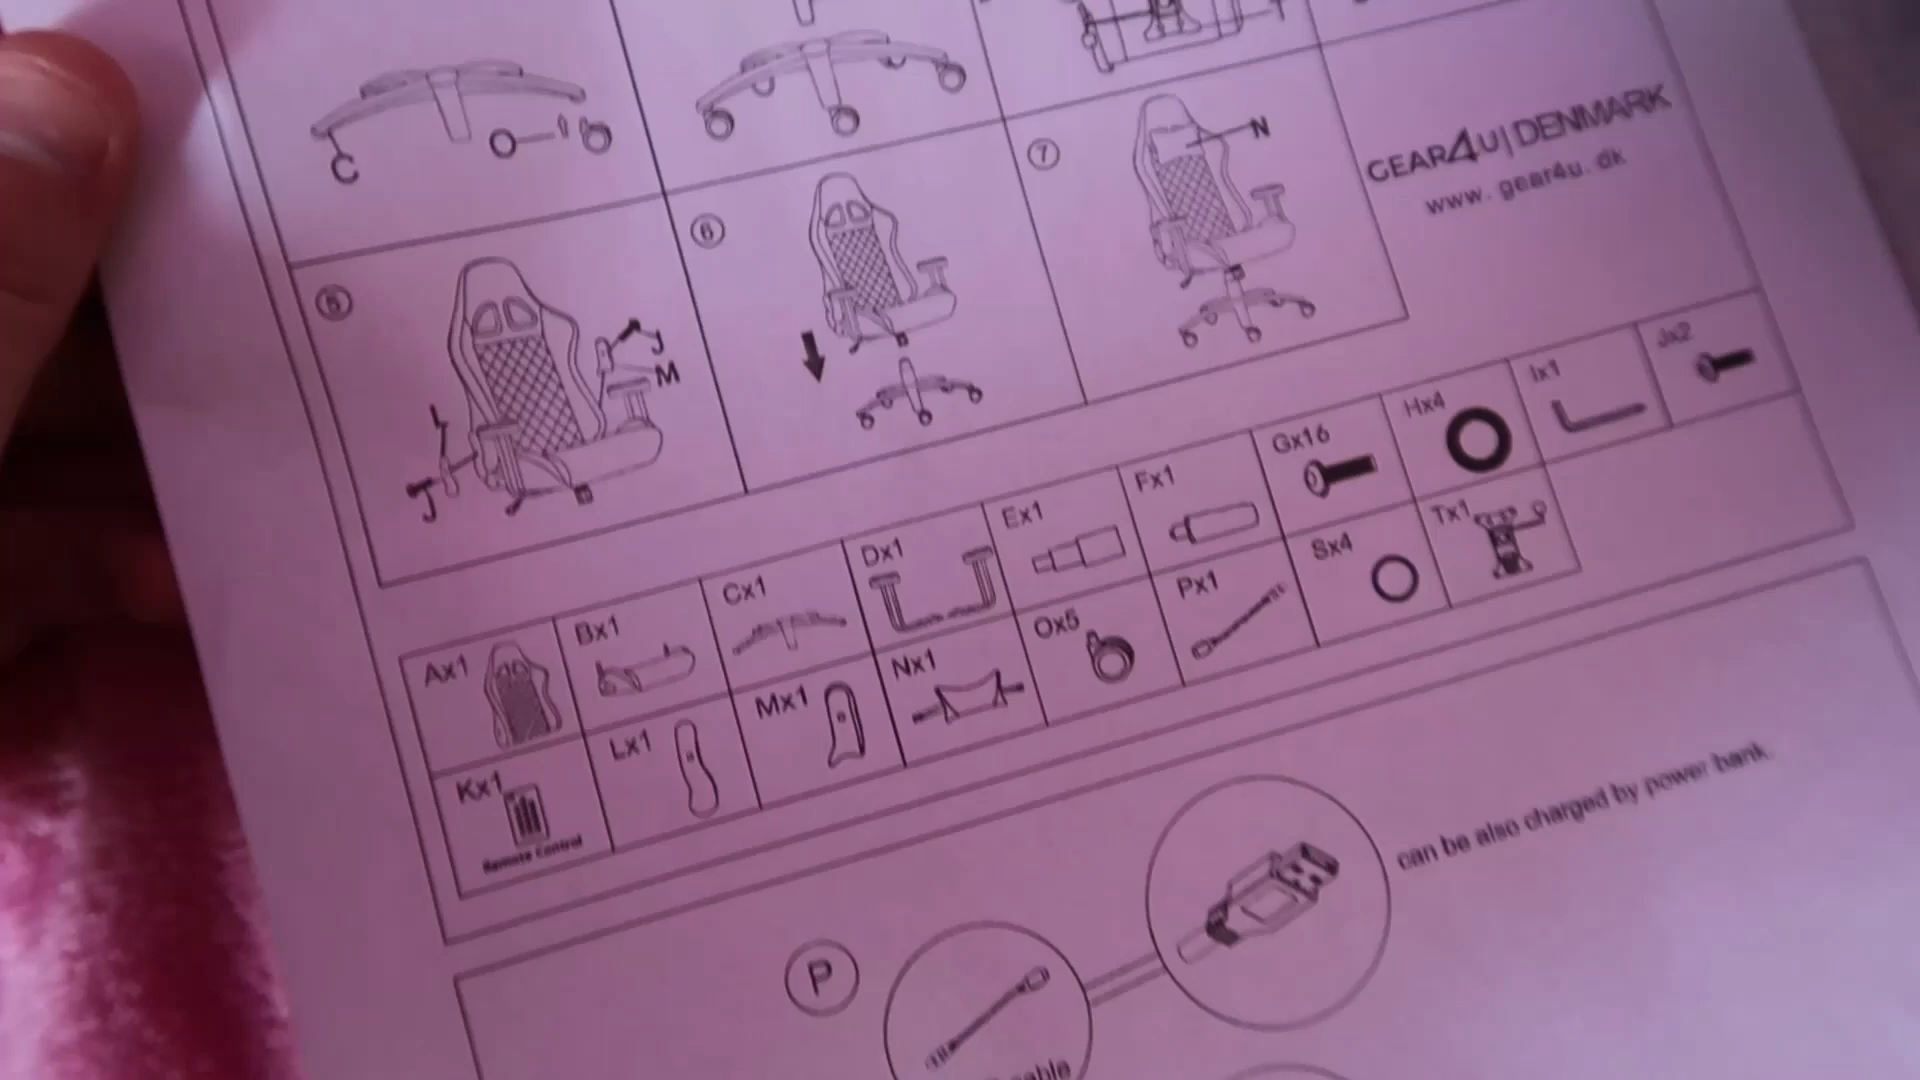 C
O
7
N
GEAR4U|DENMARK
www.gear4u.dk
6
5
J
M
J
Ax1
Bx1
Cx1
Dx1
Ex1
Fx1
Gx16
Hx4
Ix1
Jx2
Kx1
Remote Control
Lx1
Mx1
Nx1
Ox5
Px1
Sx4
Tx1
can be also charged by power bank.
P